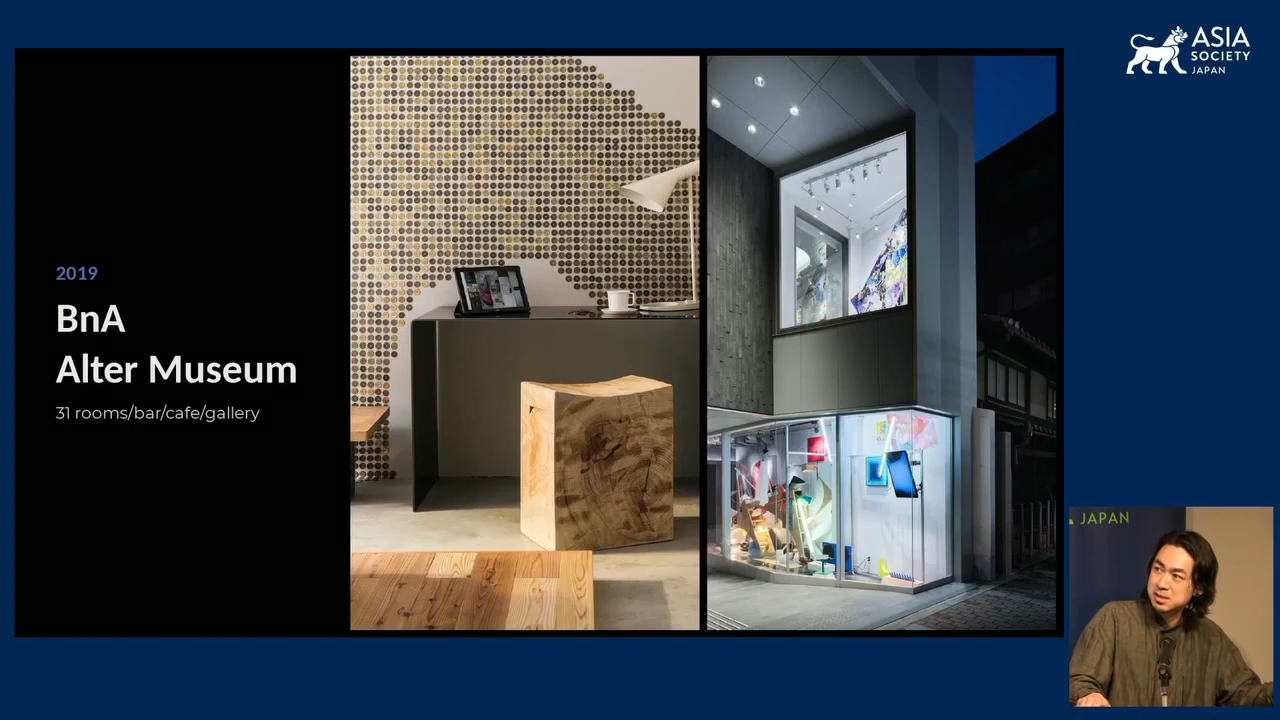 ASIA
SOCIETY
JAPAN
2019
BnA
Alter Museum
31 rooms/bar/cafe/gallery
JAPAN